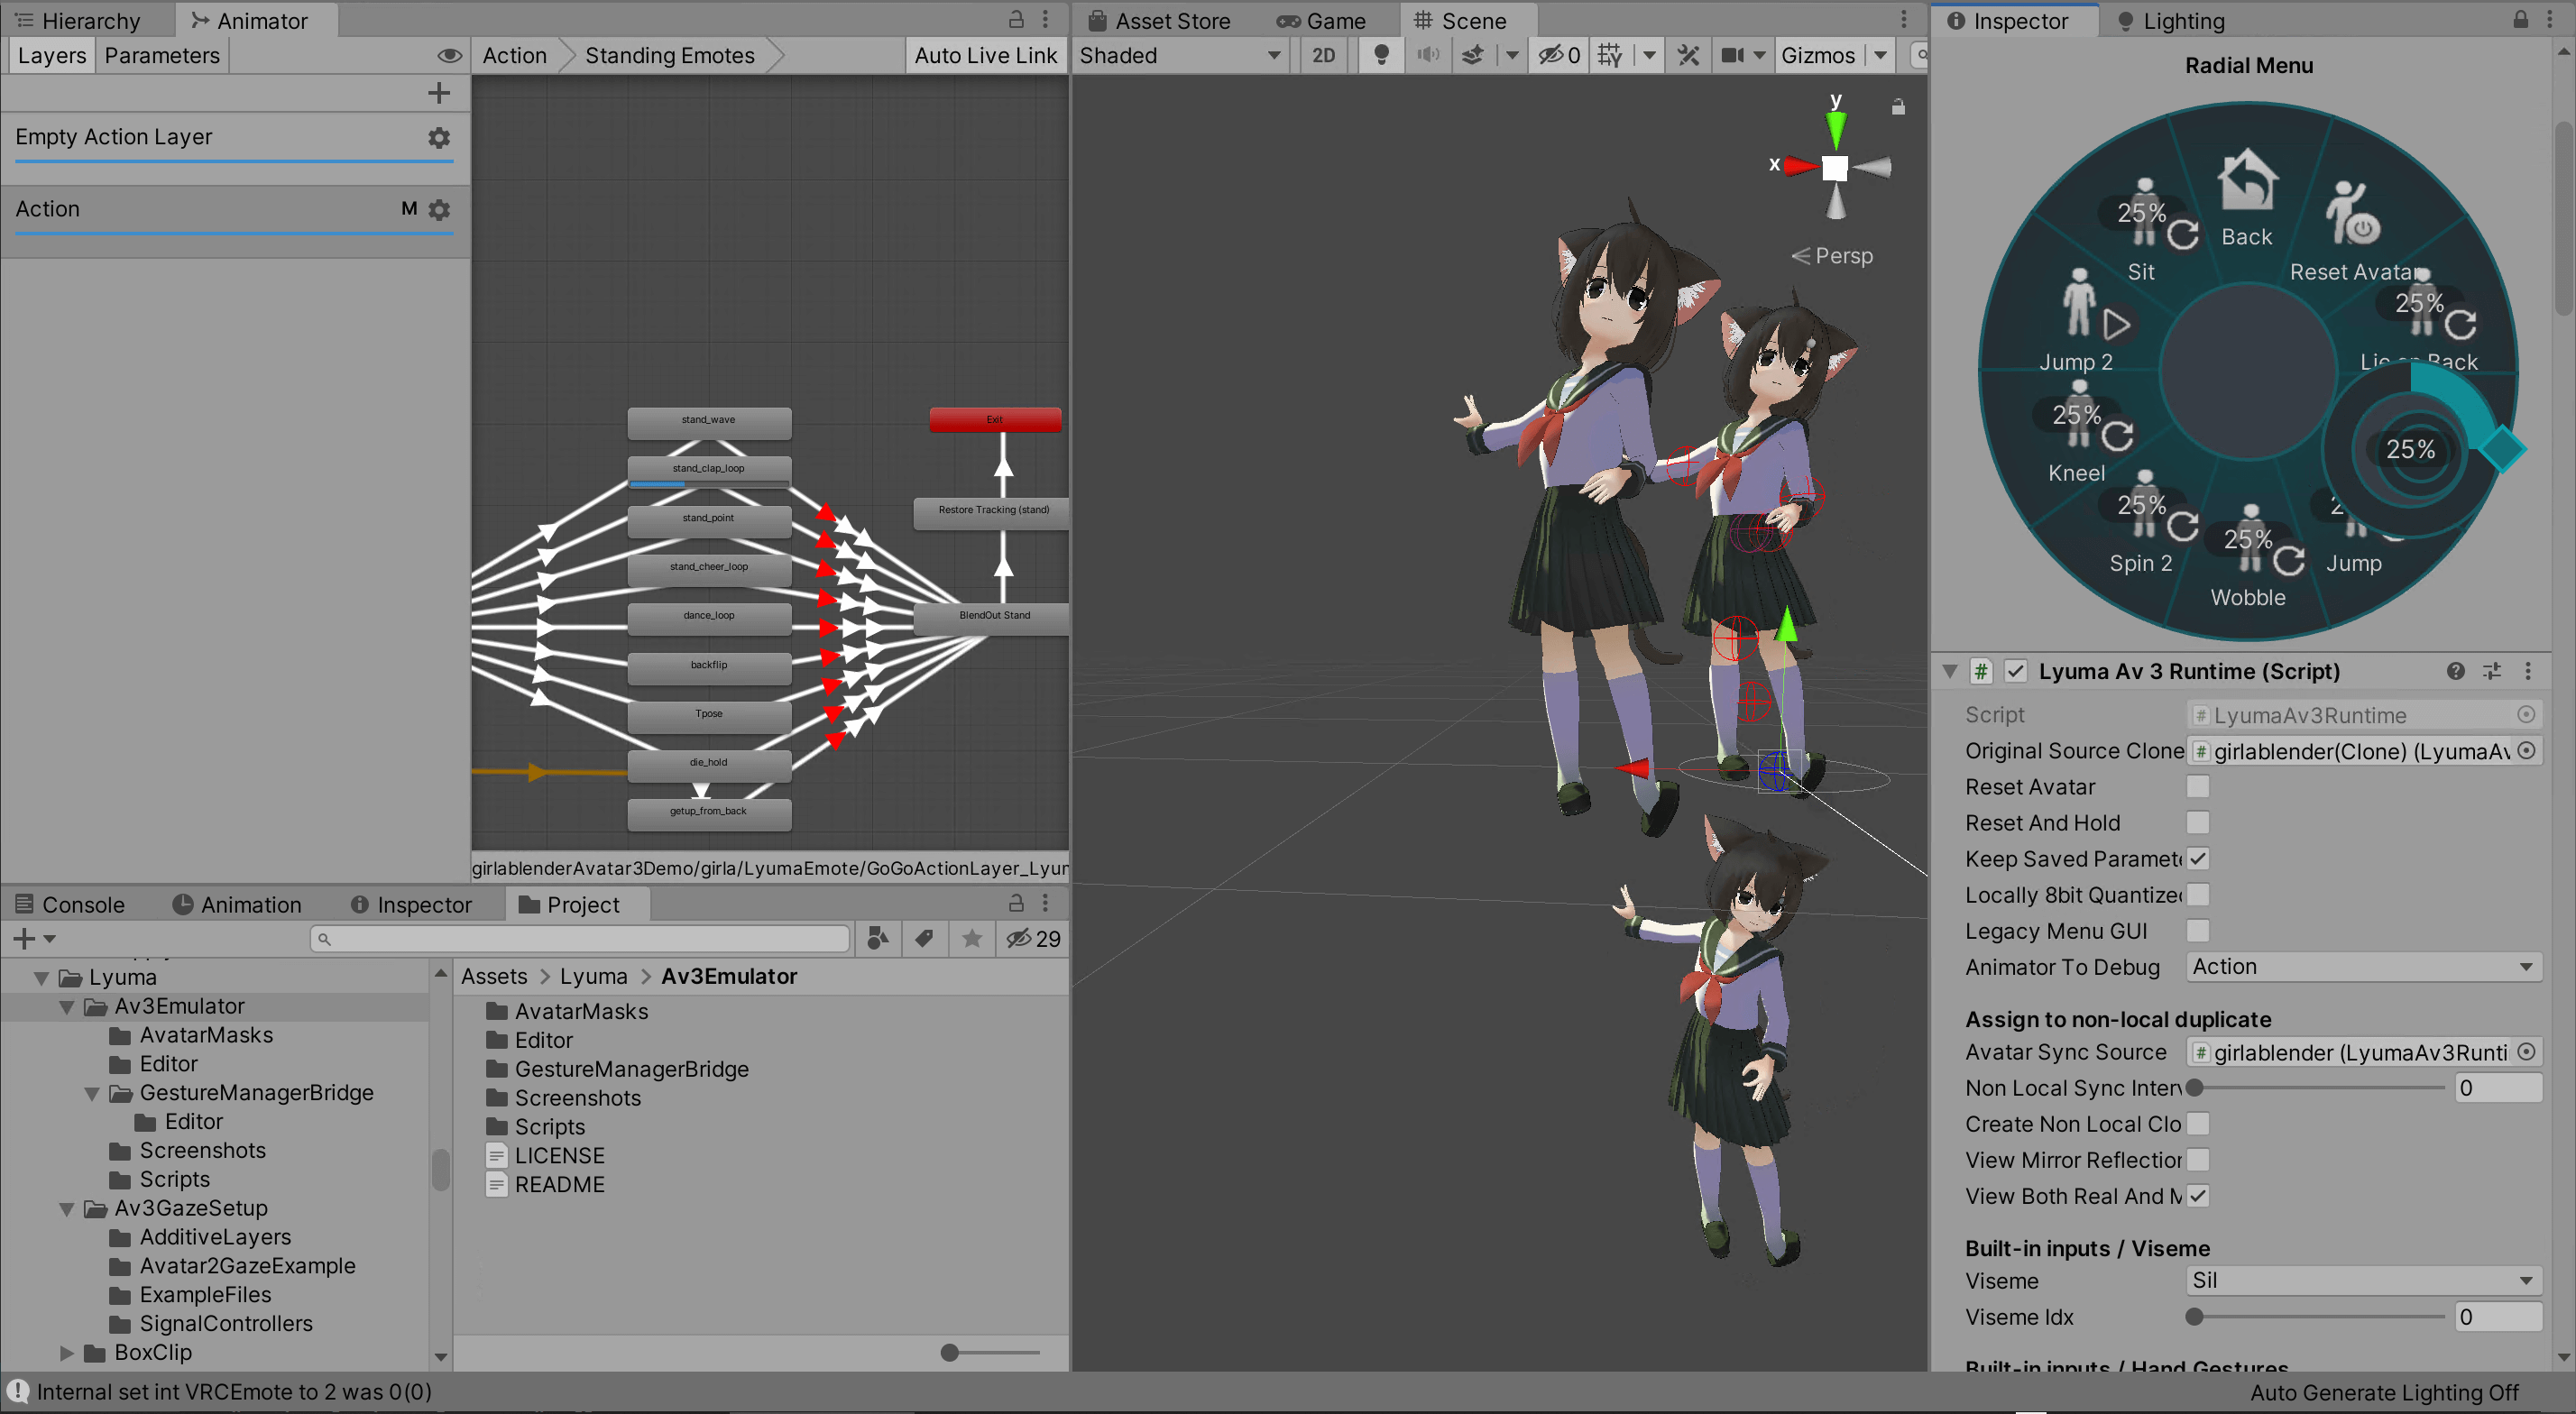 Hierarchy
Animator
Layers
Parameters
Action
Standing Emotes
Auto Live Link
Empty Action Layer
Action
M
stand_wave
stand_clap_loop
stand_point
stand_cheer_loop
dance_loop
backflip
Tpose
die_hold
getup_from_back
Exit
Restore Tracking (stand)
BlendOut Stand
girlablenderAvatar3Demo/girla/LyumaEmote/GoGoActionLayer_Lyun
Console
Animation
Inspector
Project
29
Lyuma
Av3Emulator
AvatarMasks
Editor
GestureManagerBridge
Editor
Screenshots
Scripts
Av3GazeSetup
AdditiveLayers
Avatar2GazeExample
ExampleFiles
SignalControllers
BoxClip
Assets > Lyuma > Av3Emulator
AvatarMasks
Editor
GestureManagerBridge
Screenshots
Scripts
LICENSE
README
Internal set int VRCEmote to 2 was 0(0)
Auto Generate Lighting Off
Asset Store
Game
Scene
Shaded
2D
0
Gizmos
y
x
Persp
Inspector
Lighting
Radial Menu
Back
Reset Avatar
25%
Lie on Back
25%
Jump
25%
Wobble
25%
Spin 2
25%
Kneel
Jump 2
25%
Sit
Lyuma Av 3 Runtime (Script)
Script
LyumaAv3Runtime
Original Source Clone
girlablender(Clone) (LyumaAv
Reset Avatar
Reset And Hold
Keep Saved Paramete
Locally 8bit Quantized
Legacy Menu GUI
Animator To Debug
Action
Assign to non-local duplicate
Avatar Sync Source
girlablender (LyumaAv3Runti
Non Local Sync Interv
0
Create Non Local Clo
View Mirror Reflection
View Both Real And M
Built-in inputs / Viseme
Viseme
Sil
Viseme Idx
0
Built-in inputs / Hand Gestures